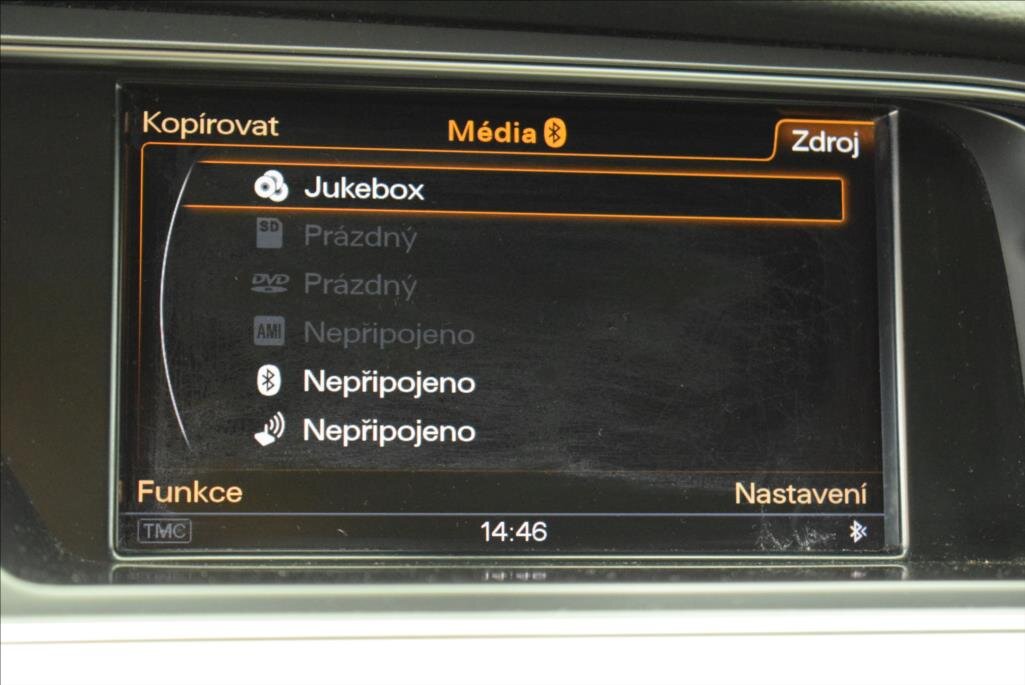 Kopírovat Média Zdroj
Jukebox
SD Prázdný
DVD Prázdný
AMI Nepřipojeno
Nepřipojeno
Nepřipojeno
Funkce Nastavení
TMC 14:46